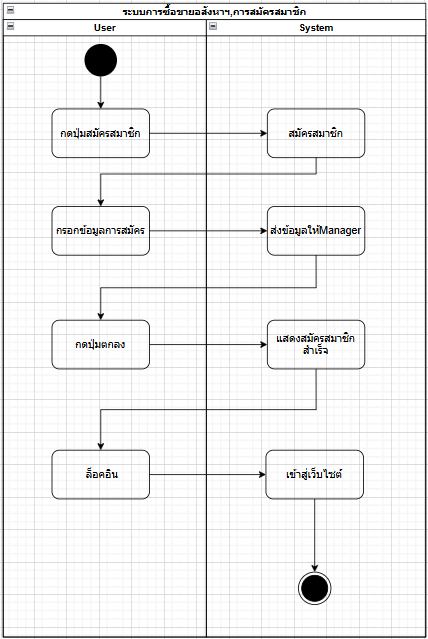 ระบบการซื้อขายอสังหาฯ,การสมัครสมาชิก
User
System
กดปุ่มสมัครสมาชิก
สมัครสมาชิก
กรอกข้อมูลการสมัคร
ส่งข้อมูลให้Manager
กดปุ่มตกลง
แสดงสมัครสมาชิก
สำเร็จ
ล็อคอิน
เข้าสู่เว็บไซต์